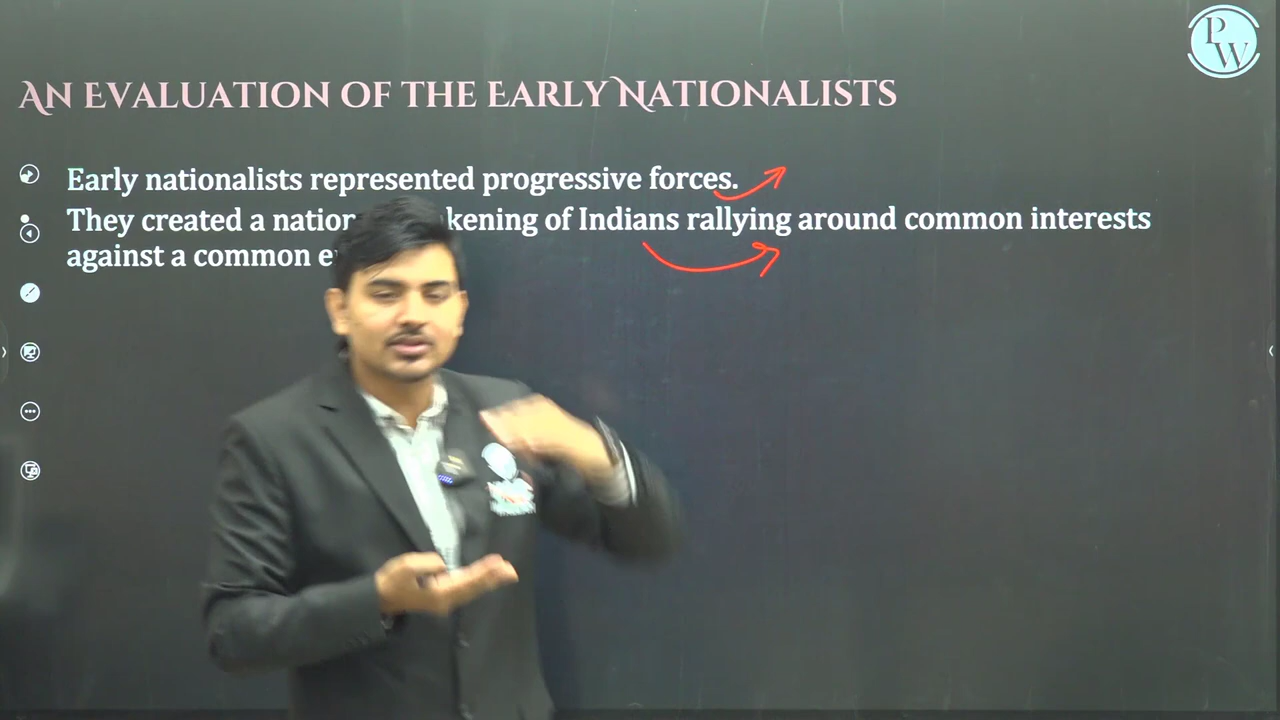 P
W
AN EVALUATION OF THE EARLY NATIONALISTS
Early nationalists represented progressive forces.
They created a nation kening of Indians rallying around common interests
against a common e